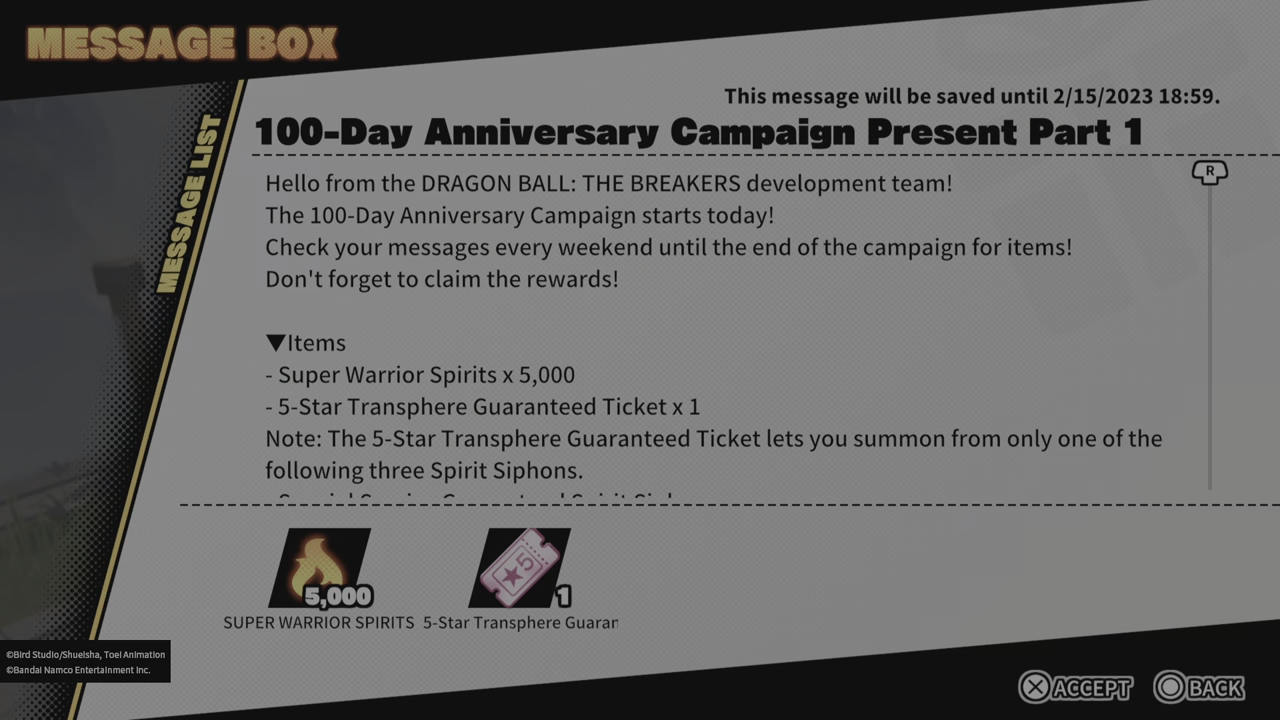 MESSAGE BOX
MESSAGE LIST
This message will be saved until 2/15/2023 18:59.
100-Day Anniversary Campaign Present Part 1
R
Hello from the DRAGON BALL: THE BREAKERS development team!
The 100-Day Anniversary Campaign starts today!
Check your messages every weekend until the end of the campaign for items!
Don't forget to claim the rewards!
▼Items
- Super Warrior Spirits x 5,000
- 5-Star Transphere Guaranteed Ticket x 1
Note: The 5-Star Transphere Guaranteed Ticket lets you summon from only one of the
following three Spirit Siphons.
5,000
★5
1
SUPER WARRIOR SPIRITS
5-Star Transphere Guaran
©Bird Studio/Shueisha, Toei Animation
©Bandai Namco Entertainment Inc.
ACCEPT
BACK